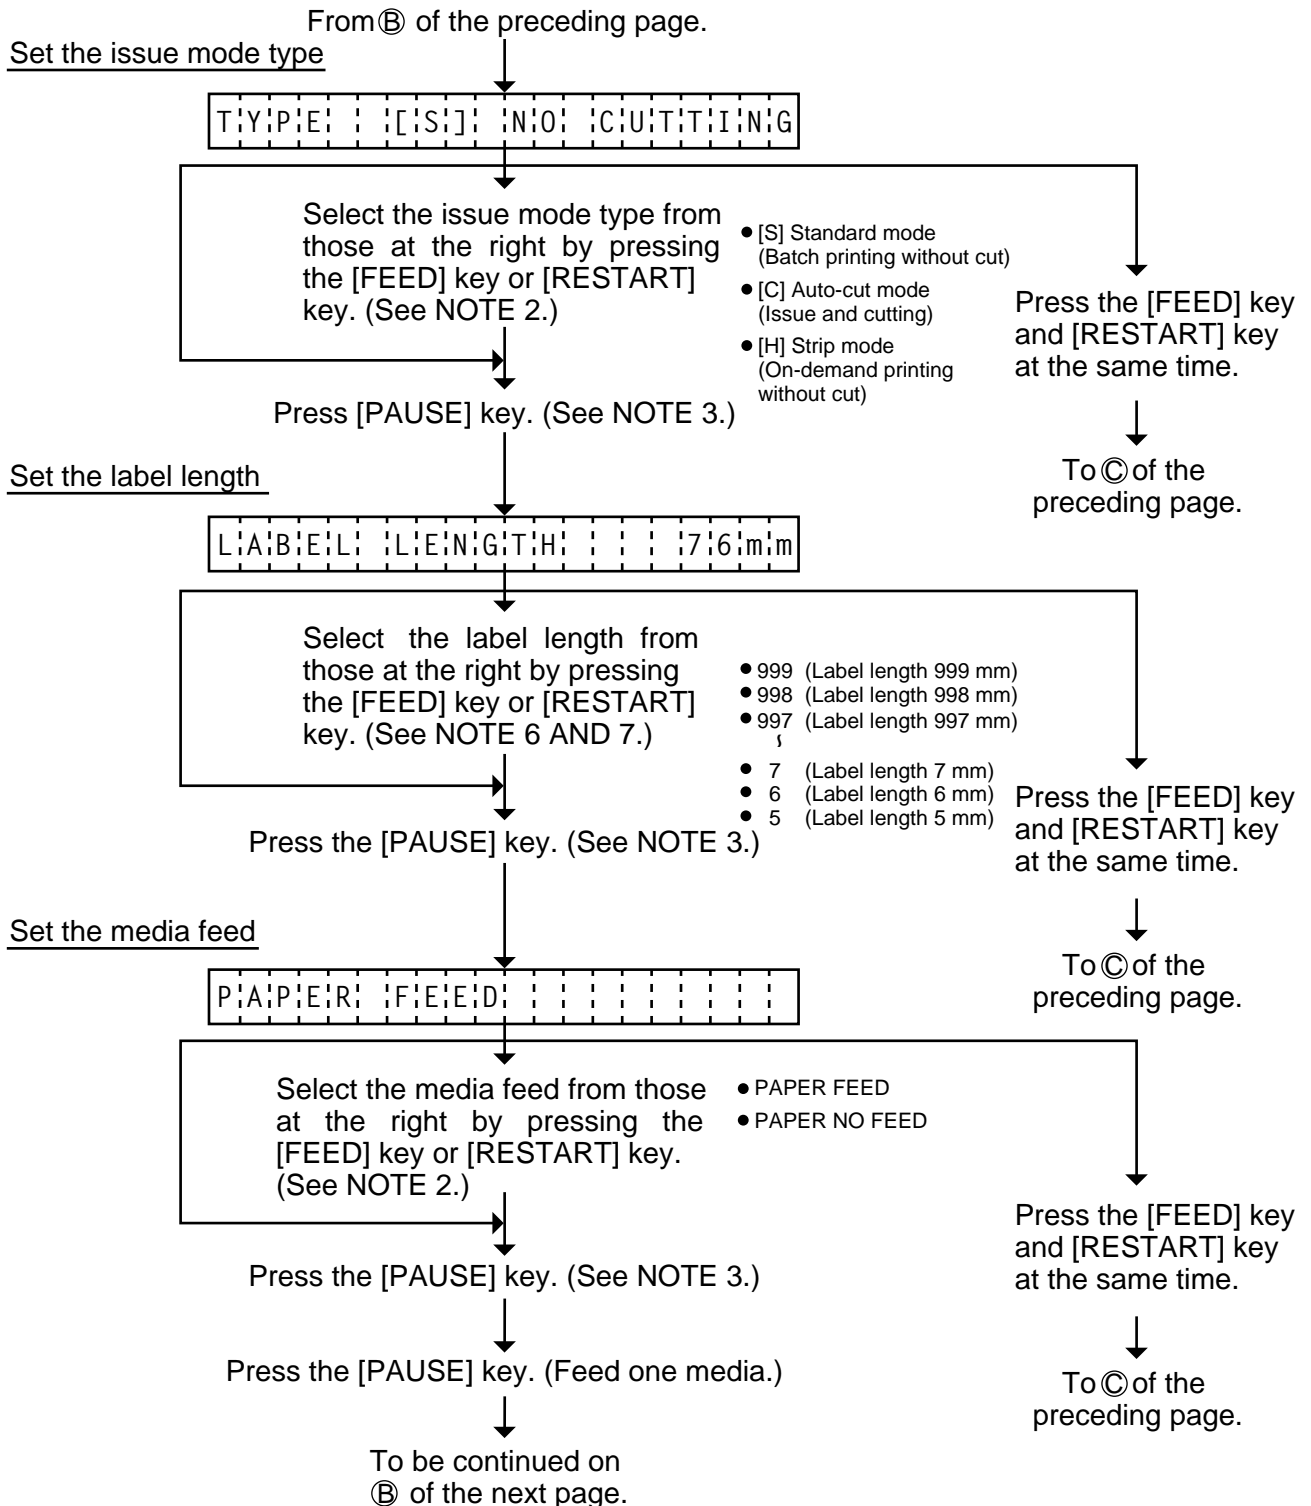 From Ⓑ of the preceding page.
Set the issue mode type
TYPE  [S] NO CUTTING
Select the issue mode type from
those at the right by pressing
the [FEED] key or [RESTART]
key. (See NOTE 2.)
● [S] Standard mode
(Batch printing without cut)
● [C] Auto-cut mode
(Issue and cutting)
● [H] Strip mode
(On-demand printing
without cut)
Press the [FEED] key
and [RESTART] key
at the same time.
To Ⓒ of the
preceding page.
Press [PAUSE] key. (See NOTE 3.)
Set the label length
LABEL LENGTH    76mm
Select the label length from
those at the right by pressing
the [FEED] key or [RESTART]
key. (See NOTE 6 AND 7.)
● 999 (Label length 999 mm)
● 998 (Label length 998 mm)
● 997 (Label length 997 mm)
≀
● 7 (Label length 7 mm)
● 6 (Label length 6 mm)
● 5 (Label length 5 mm)
Press the [FEED] key
and [RESTART] key
at the same time.
To Ⓒ of the
preceding page.
Press the [PAUSE] key. (See NOTE 3.)
Set the media feed
PAPER FEED
Select the media feed from those
at the right by pressing the
[FEED] key or [RESTART] key.
(See NOTE 2.)
● PAPER FEED
● PAPER NO FEED
Press the [FEED] key
and [RESTART] key
at the same time.
To Ⓒ of the
preceding page.
Press the [PAUSE] key. (See NOTE 3.)
Press the [PAUSE] key. (Feed one media.)
To be continued on
Ⓑ of the next page.